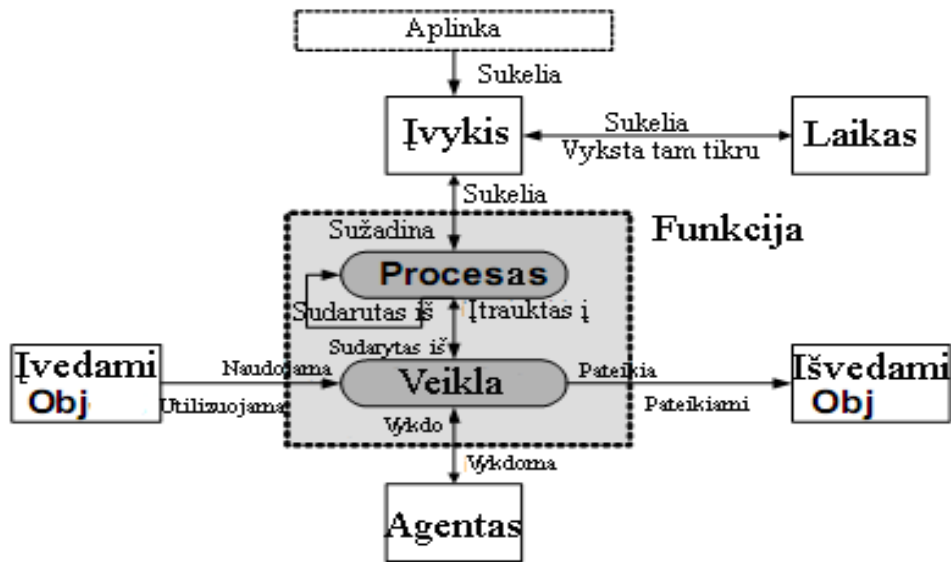 Aplinka
Sukelia
Įvykis
Sukelia
Vyksta tam tikru
Laikas
Sukelia
Sužadina
Funkcija
Procesas
Sudarutas iš
Įtrauktas į
Sudarytas iš
Įvedami
Obj
Naudojama
Utilizuojama
Veikla
Pateikia
Pateikiami
Išvedami
Obj
Vykdo
Vykdoma
Agentas